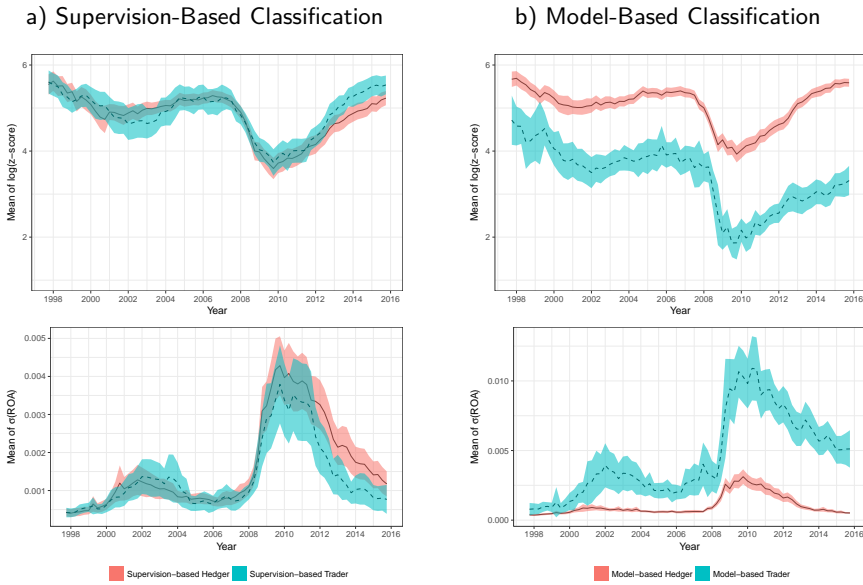 a) Supervision-Based Classification
b) Model-Based Classification
Mean of log(z−score)
6
4
2
1998 2000 2002 2004 2006 2008 2010 2012 2014 2016
Year
Mean of log(z−score)
6
4
2
1998 2000 2002 2004 2006 2008 2010 2012 2014 2016
Year
Mean of σ(ROA)
0.005
0.004
0.003
0.002
0.001
1998 2000 2002 2004 2006 2008 2010 2012 2014 2016
Year
Supervision−based Hedger Supervision−based Trader
Mean of σ(ROA)
0.010
0.005
0.000
1998 2000 2002 2004 2006 2008 2010 2012 2014 2016
Year
Model−based Hedger Model−based Trader